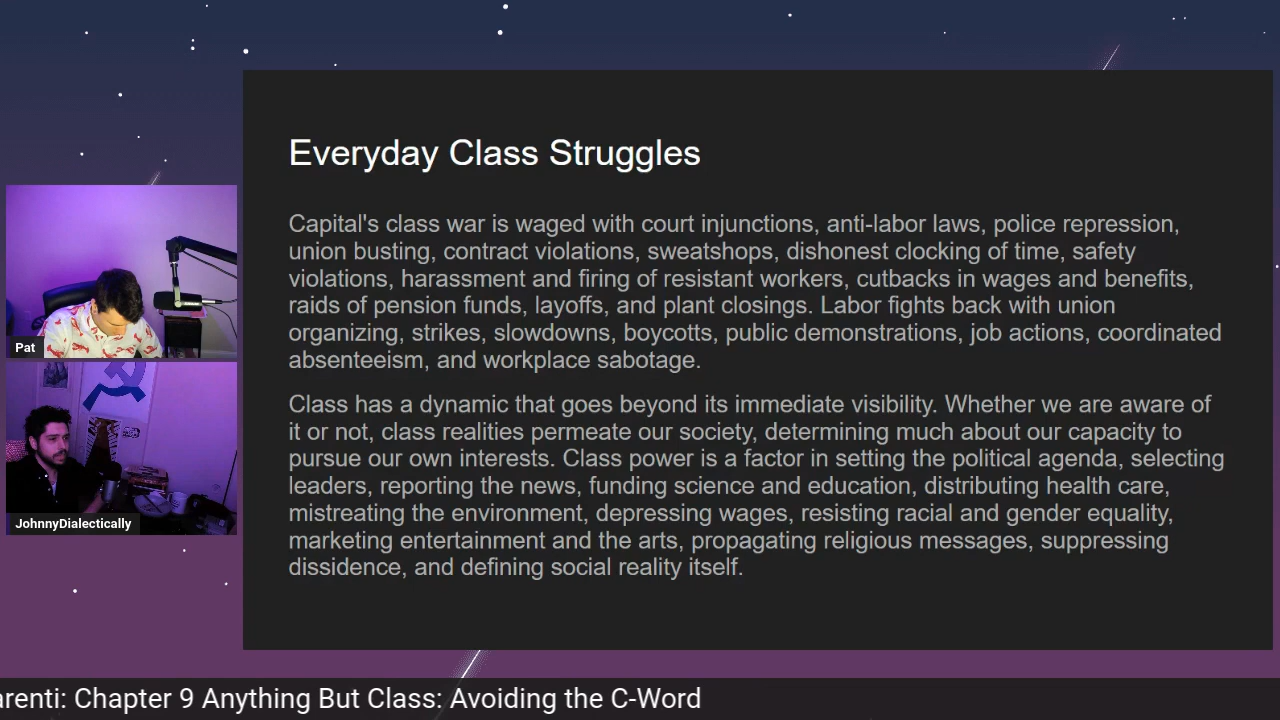 Everyday Class Struggles
Capital's class war is waged with court injunctions, anti-labor laws, police repression,
union busting, contract violations, sweatshops, dishonest clocking of time, safety
violations, harassment and firing of resistant workers, cutbacks in wages and benefits,
raids of pension funds, layoffs, and plant closings. Labor fights back with union
organizing, strikes, slowdowns, boycotts, public demonstrations, job actions, coordinated
absenteeism, and workplace sabotage.
Class has a dynamic that goes beyond its immediate visibility. Whether we are aware of
it or not, class realities permeate our society, determining much about our capacity to
pursue our own interests. Class power is a factor in setting the political agenda, selecting
leaders, reporting the news, funding science and education, distributing health care,
mistreating the environment, depressing wages, resisting racial and gender equality,
marketing entertainment and the arts, propagating religious messages, suppressing
dissidence, and defining social reality itself.
Pat
JohnnyDialectically
arenti: Chapter 9 Anything But Class: Avoiding the C-Word